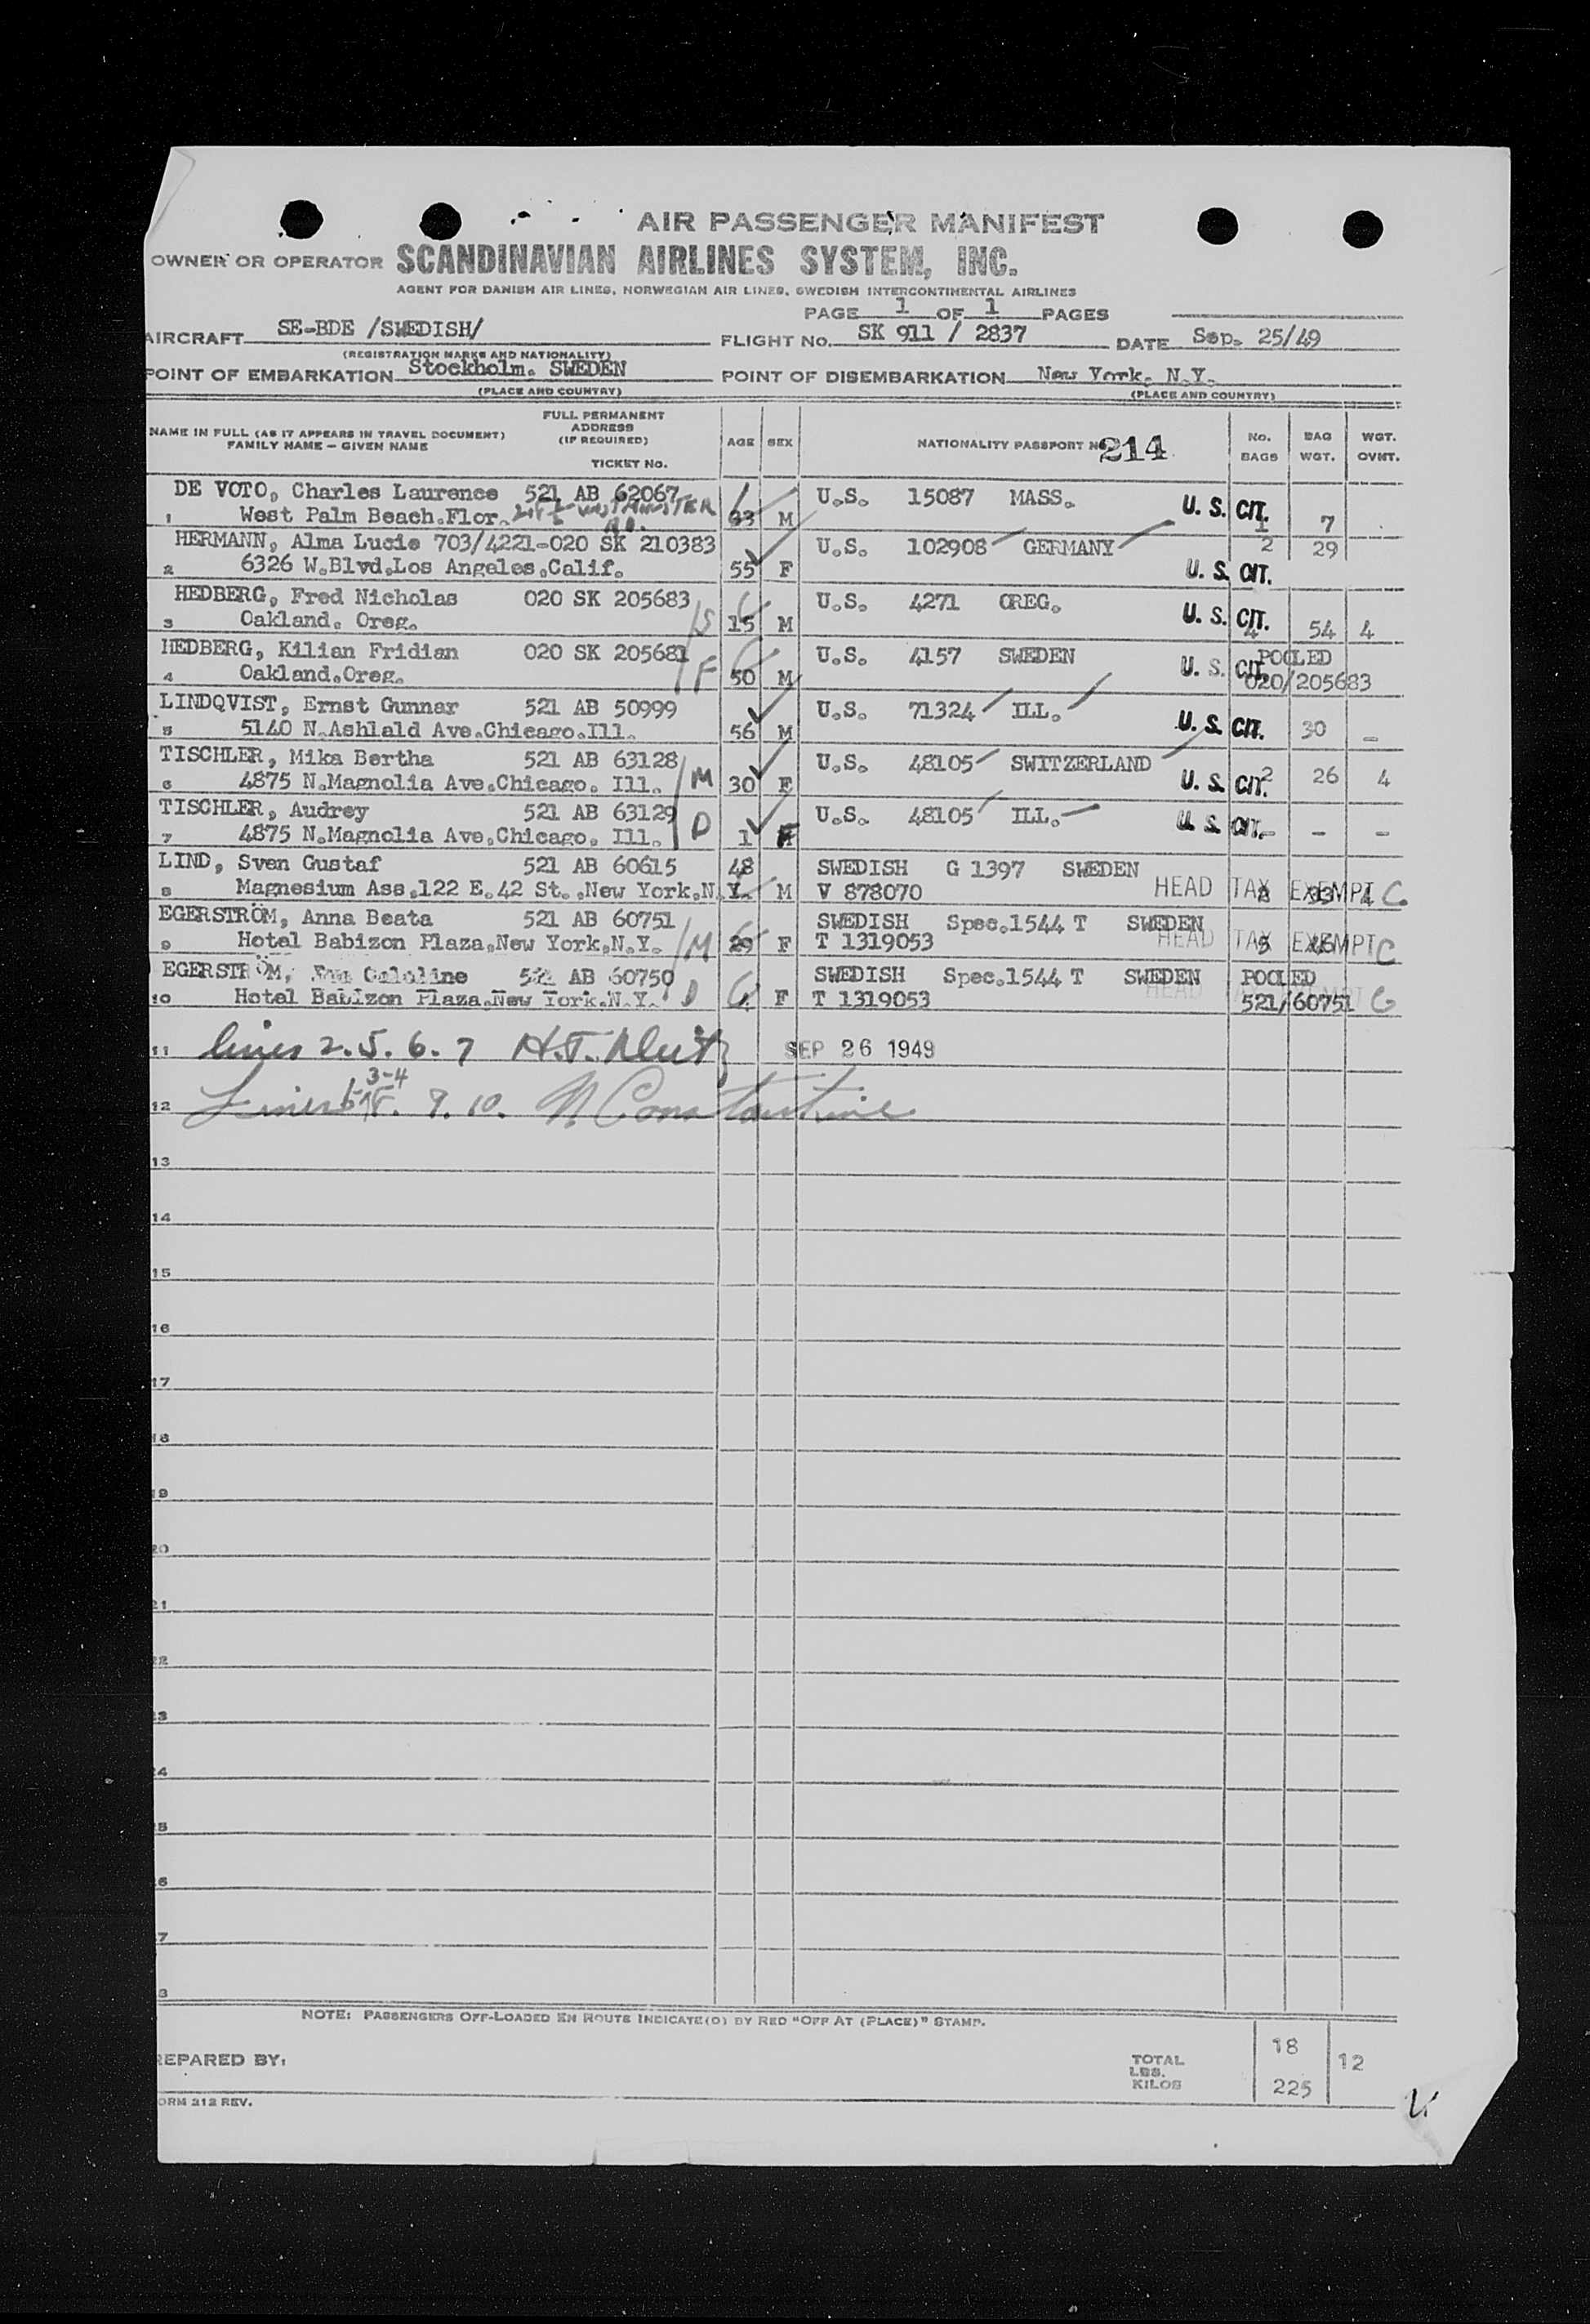 AIR PASSENGER MANIFEST
OWNER OR OPERATOR SCANDINAVIAN AIRLINES SYSTEM, INC.
AGENT FOR DANISH AIR LINES, NORWEGIAN AIR LINES, SWEDISH INTERCONTINENTAL AIRLINES
PAGE 1 OF 1 PAGES
AIRCRAFT SE-BDE /SWEDISH/ FLIGHT No. SK 911 / 2837 DATE Sep. 25/49
(REGISTRATION MARKS AND NATIONALITY)
POINT OF EMBARKATION Stockholm. SWEDEN POINT OF DISEMBARKATION New York. N.Y.
(PLACE AND COUNTRY) (PLACE AND COUNTRY)
NAME IN FULL (AS IT APPEARS IN TRAVEL DOCUMENT) FAMILY NAME – GIVEN NAME FULL PERMANENT ADDRESS (IF REQUIRED) TICKET No. AGE SEX NATIONALITY PASSPORT No 214 No. BAGS BAG WGT. WGT. OVNT.
DE VOTO, Charles Laurence 521 AB 62067 U.S. 15087 MASS. U.S. CIT.
1 West Palm Beach.Flor. M 1 7
HERMANN, Alma Lucie 703/4221-020 SK 210383 U.S. 102908 GERMANY 2 29
2 6326 W.Blvd.Los Angeles.Calif. 55 F U.S. CIT.
HEDBERG, Fred Nicholas 020 SK 205683 U.S. 4271 OREG. U.S. CIT.
3 Oakland. Oreg. S 15 M 4 54 4
HEDBERG, Kilian Fridian 020 SK 205681 U.S. 4157 SWEDEN U.S. CIT. POOLED
4 Oakland.Oreg. F 50 M 020/205683
LINDQVIST, Ernst Gunnar 521 AB 50999 U.S. 71324 ILL.
5 5140 N.Ashlald Ave.Chicago.Ill. 56 M U.S. CIT. 30 –
TISCHLER, Mika Bertha 521 AB 63128 U.S. 48105 SWITZERLAND
6 4875 N.Magnolia Ave.Chicago. Ill. M 30 F U.S. CIT. 2 26 4
TISCHLER, Audrey 521 AB 63129 U.S. 48105 ILL.
7 4875 N.Magnolia Ave.Chicago. Ill. D 1 F U.S. CIT. – – –
LIND, Sven Gustaf 521 AB 60615 48 SWEDISH G 1397 SWEDEN
8 Magnesium Ass.122 E.42 St.,New York.N.Y. M V 878070 HEAD TAX EXEMPT C
EGERSTRÖM, Anna Beata 521 AB 60751 SWEDISH Spec.1544 T SWEDEN
9 Hotel Babizon Plaza,New York,N.Y. M 29 F T 1319053 HEAD TAX EXEMPT C
EGERSTRÖM, 521 AB 60750 SWEDISH Spec.1544 T SWEDEN POOLED
10 Hotel Babizon Plaza.New York.N.Y. D F T 1319053 HEAD 521/60751 C
11 lines 2. 5. 6. 7 SEP 26 1949
3-4
12 Lines 9. 10. N Constantine
13
14
15
16
17
18
19
20
21
22
23
24
25
26
27
NOTE: PASSENGERS OFF-LOADED EN ROUTE INDICATE(D) BY RED "OFF AT (PLACE)" STAMP.
REPARED BY: TOTAL LBS. KILOS 18 225 12
ORM 212 REV.